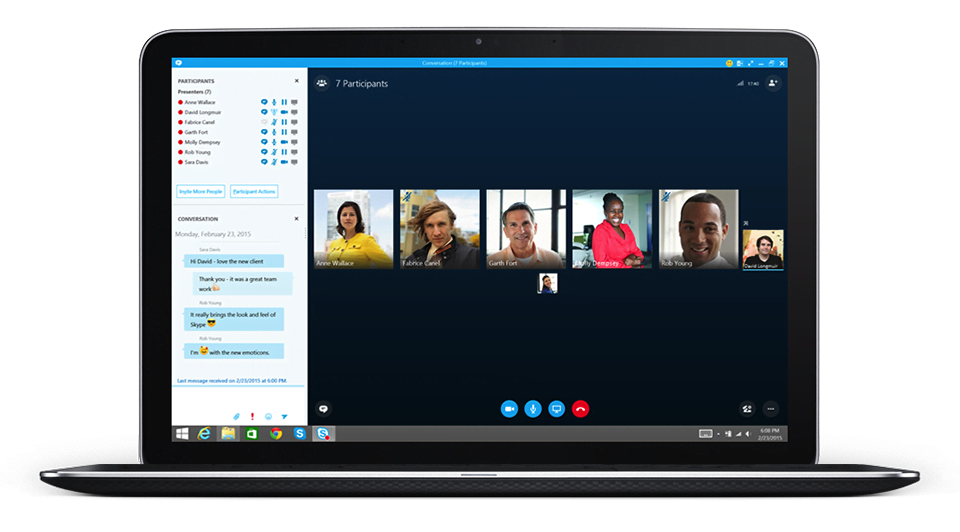 Conversation (7 Participants)
PARTICIPANTS
Presenters (7)
Anne Wallace
David Longmuir
Fabrice Canel
Garth Fort
Molly Dempsey
Rob Young
Sara Davis
Invite More People
Participant Actions
CONVERSATION
Monday, February 23, 2015
Sara Davis
Hi David - love the new client
Thank you - it was a great team
work
Rob Young
It really brings the look and feel of
Skype
Rob Young
I'm with the new emoticons.
Last message received on 2/23/2015 at 6:00 PM.
7 Participants
17:40
Anne Wallace
Fabrice Canel
Garth Fort
Molly Dempsey
Rob Young
David Longmuir
6:08 PM
2/23/2015